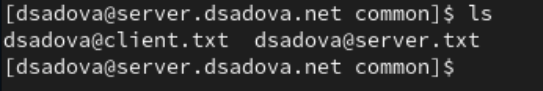 [dsadova@server.dsadova.net common]$ ls
dsadova@client.txt  dsadova@server.txt
[dsadova@server.dsadova.net common]$